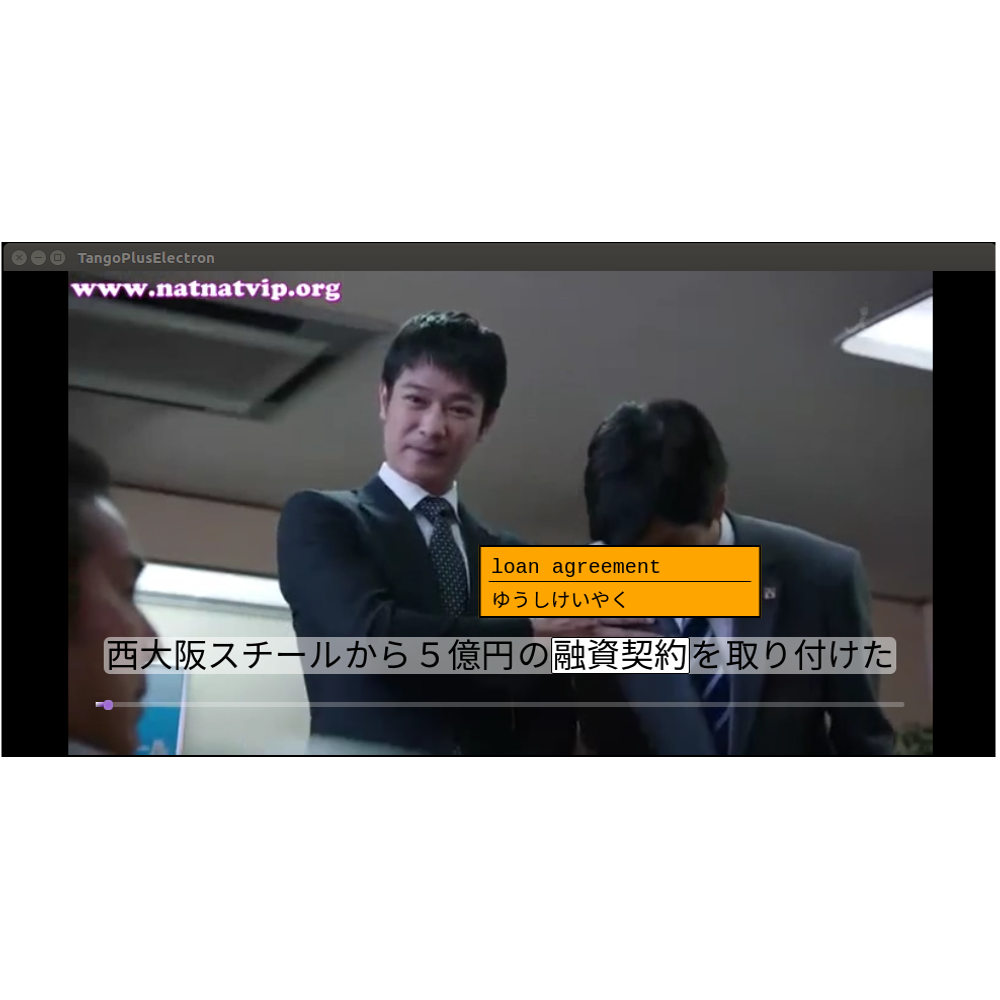 TangoPlusElectron
www.natnatvip.org
loan agreement
ゆうしけいやく
西大阪スチールから５億円の融資契約を取り付けた